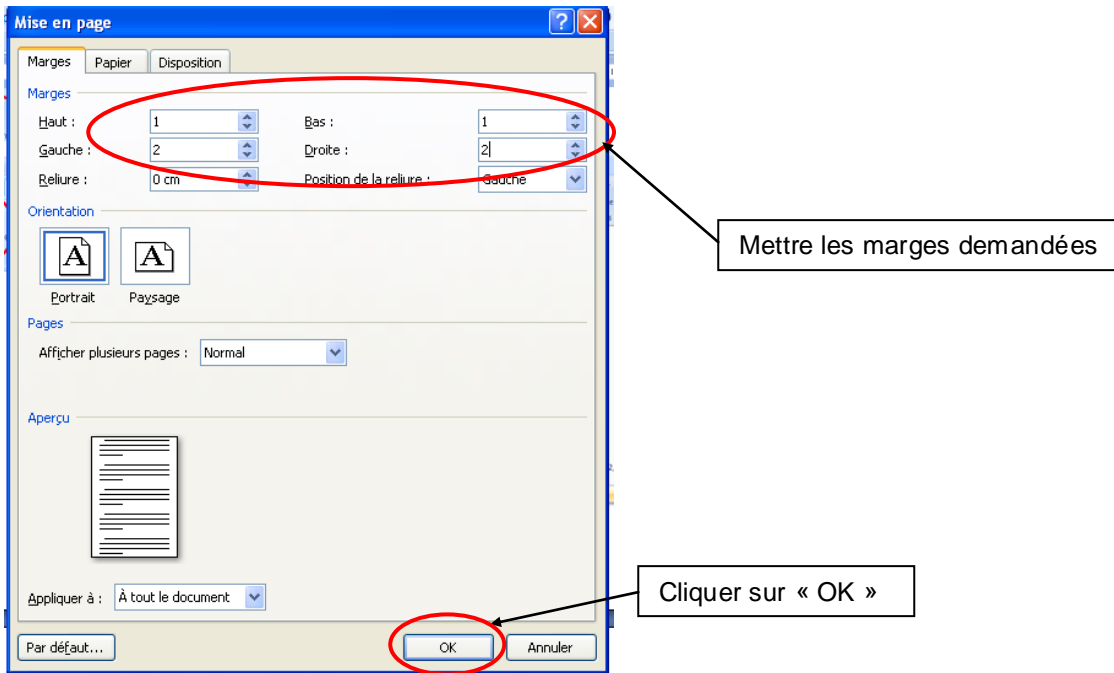 Mise en page
Marges Papier Disposition
Marges
Haut : 1 Bas : 1
Gauche : 2 Droite : 2
Reliure : 0 cm Position de la reliure : Gauche
Mettre les marges demandées
Orientation
A A
Portrait Paysage
Pages
Afficher plusieurs pages : Normal
Aperçu
Appliquer à : À tout le document
Cliquer sur « OK »
Par défaut... OK Annuler